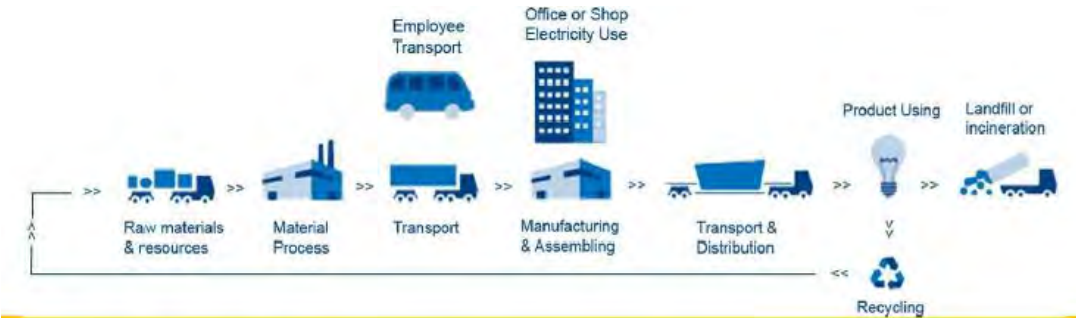 Employee
Transport
Office or Shop
Electricity Use
Product Using
Landfill or
incineration
>>
>>
>>
>>
>>
>>
>>
Raw materials
& resources
Material
Process
Transport
Manufacturing
& Assembling
Transport &
Distribution
<<
Recycling